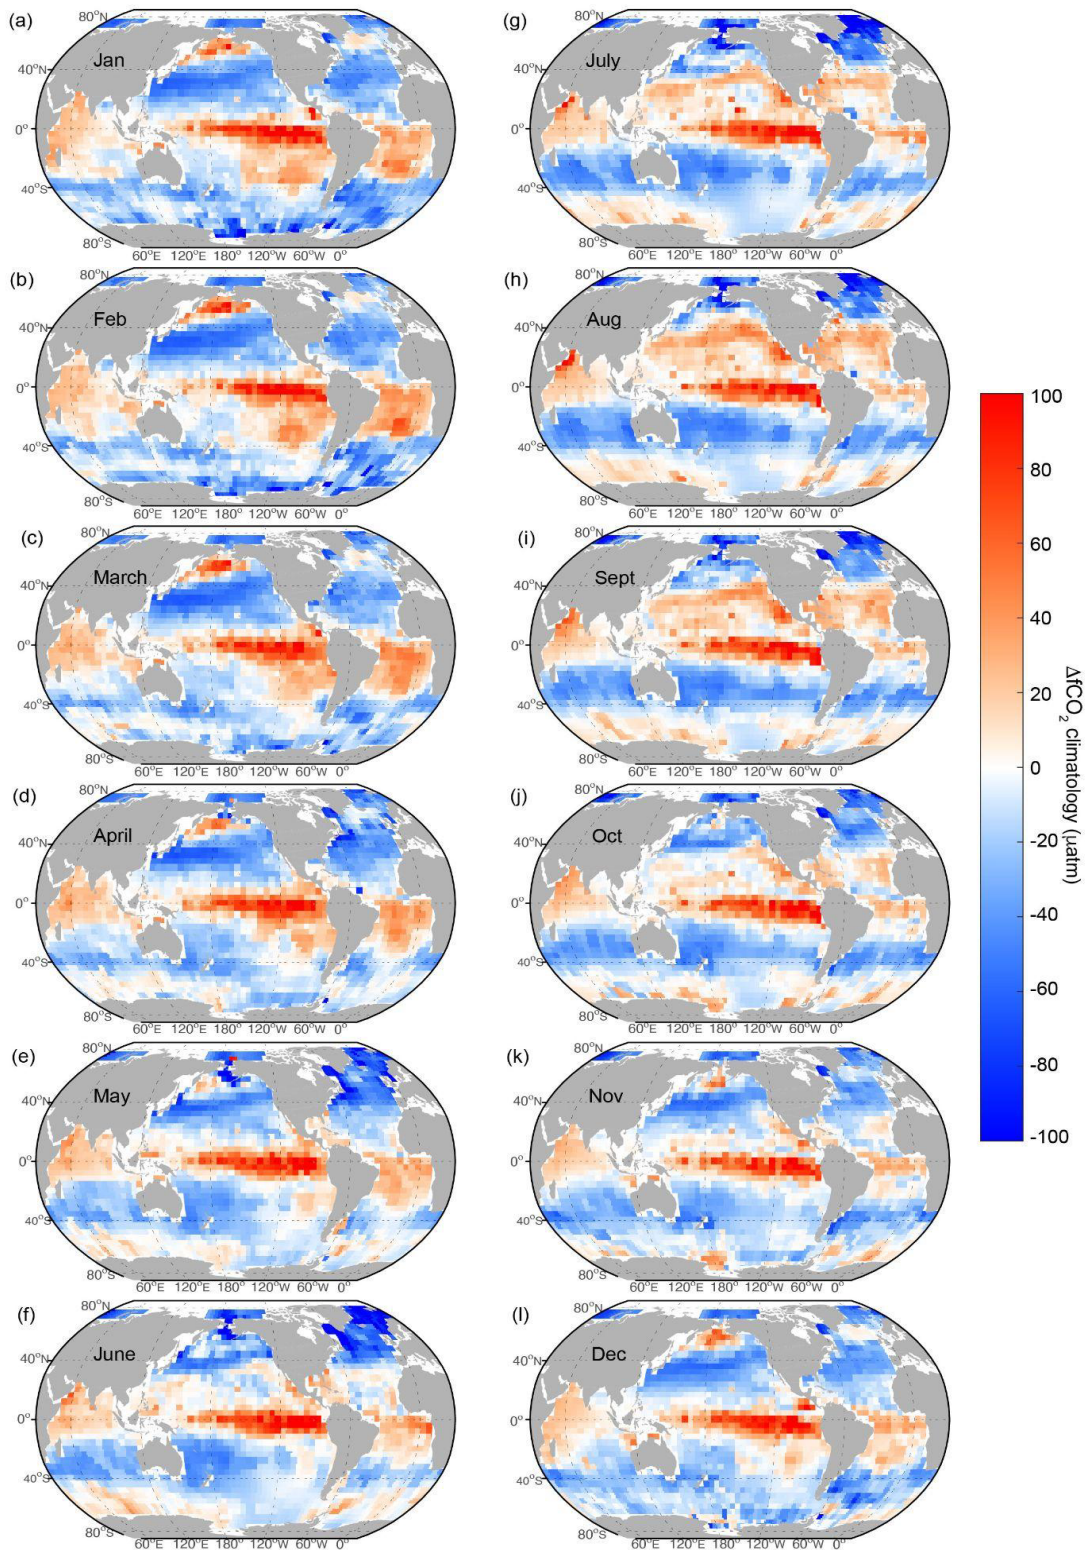 (a)
Jan
80°N
40°N
0°
40°S
80°S
60°E 120°E 180° 120°W 60°W 0°
(b)
Feb
80°N
40°N
0°
40°S
80°S
60°E 120°E 180° 120°W 60°W 0°
(c)
March
80°N
40°N
0°
40°S
80°S
60°E 120°E 180° 120°W 60°W 0°
(d)
April
80°N
40°N
0°
40°S
80°S
60°E 120°E 180° 120°W 60°W 0°
(e)
May
80°N
40°N
0°
40°S
80°S
60°E 120°E 180° 120°W 60°W 0°
(f)
June
80°N
40°N
0°
40°S
80°S
60°E 120°E 180° 120°W 60°W 0°
(g)
July
80°N
40°N
0°
40°S
80°S
60°E 120°E 180° 120°W 60°W 0°
(h)
Aug
80°N
40°N
0°
40°S
80°S
60°E 120°E 180° 120°W 60°W 0°
(i)
Sept
80°N
40°N
0°
40°S
80°S
60°E 120°E 180° 120°W 60°W 0°
(j)
Oct
80°N
40°N
0°
40°S
80°S
60°E 120°E 180° 120°W 60°W 0°
(k)
Nov
80°N
40°N
0°
40°S
80°S
60°E 120°E 180° 120°W 60°W 0°
(l)
Dec
80°N
40°N
0°
40°S
80°S
60°E 120°E 180° 120°W 60°W 0°
100
80
60
40
20
0
-20
-40
-60
-80
-100
ΔfCO₂ climatology (μatm)